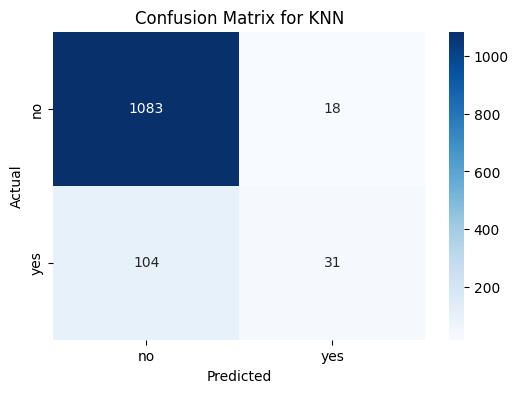 Confusion Matrix for KNN
Actual
no
1083
18
yes
104
31
no
yes
Predicted
1000
800
600
400
200